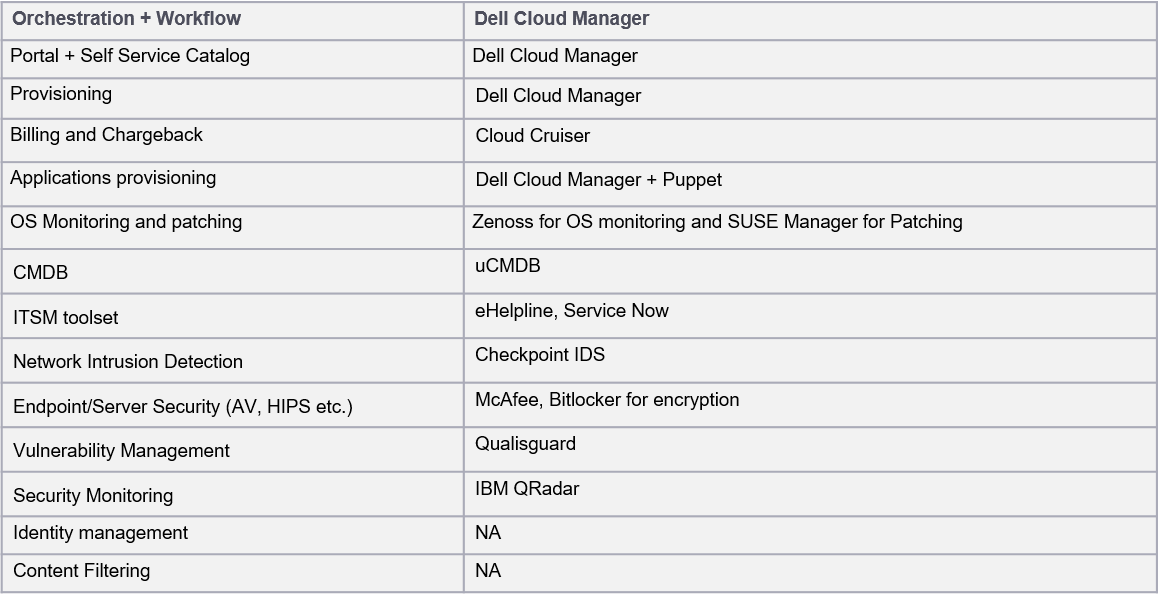 Orchestration + Workflow
Dell Cloud Manager
Portal + Self Service Catalog
Dell Cloud Manager
Provisioning
Dell Cloud Manager
Billing and Chargeback
Cloud Cruiser
Applications provisioning
Dell Cloud Manager + Puppet
OS Monitoring and patching
Zenoss for OS monitoring and SUSE Manager for Patching
CMDB
uCMDB
ITSM toolset
eHelpline, Service Now
Network Intrusion Detection
Checkpoint IDS
Endpoint/Server Security (AV, HIPS etc.)
McAfee, Bitlocker for encryption
Vulnerability Management
Qualisguard
Security Monitoring
IBM QRadar
Identity management
NA
Content Filtering
NA